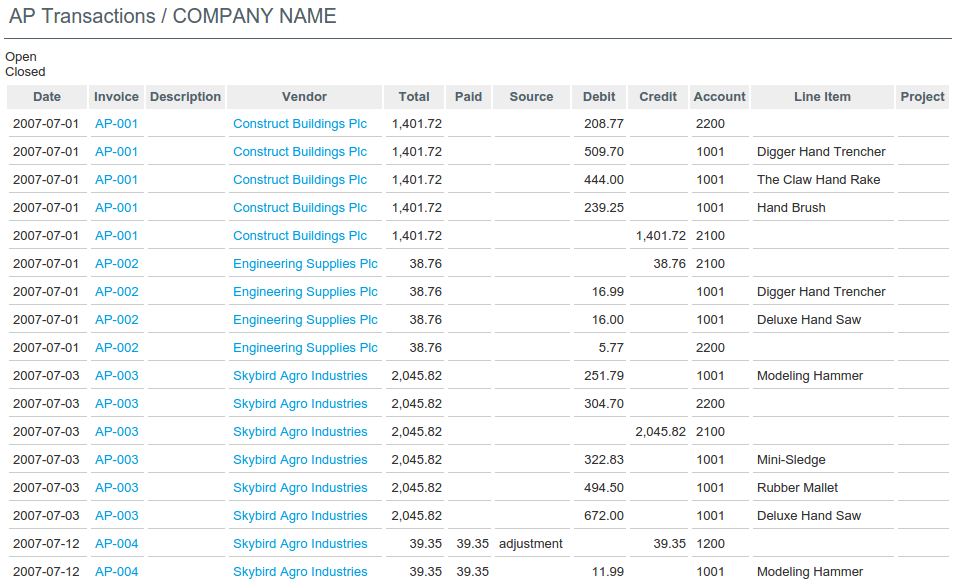 AP Transactions / COMPANY NAME
Open
Closed
Date Invoice Description Vendor Total Paid Source Debit Credit Account Line Item Project
2007-07-01 AP-001 Construct Buildings Plc 1,401.72 208.77 2200
2007-07-01 AP-001 Construct Buildings Plc 1,401.72 509.70 1001 Digger Hand Trencher
2007-07-01 AP-001 Construct Buildings Plc 1,401.72 444.00 1001 The Claw Hand Rake
2007-07-01 AP-001 Construct Buildings Plc 1,401.72 239.25 1001 Hand Brush
2007-07-01 AP-001 Construct Buildings Plc 1,401.72 1,401.72 2100
2007-07-01 AP-002 Engineering Supplies Plc 38.76 38.76 2100
2007-07-01 AP-002 Engineering Supplies Plc 38.76 16.99 1001 Digger Hand Trencher
2007-07-01 AP-002 Engineering Supplies Plc 38.76 16.00 1001 Deluxe Hand Saw
2007-07-01 AP-002 Engineering Supplies Plc 38.76 5.77 2200
2007-07-03 AP-003 Skybird Agro Industries 2,045.82 251.79 1001 Modeling Hammer
2007-07-03 AP-003 Skybird Agro Industries 2,045.82 304.70 2200
2007-07-03 AP-003 Skybird Agro Industries 2,045.82 2,045.82 2100
2007-07-03 AP-003 Skybird Agro Industries 2,045.82 322.83 1001 Mini-Sledge
2007-07-03 AP-003 Skybird Agro Industries 2,045.82 494.50 1001 Rubber Mallet
2007-07-03 AP-003 Skybird Agro Industries 2,045.82 672.00 1001 Deluxe Hand Saw
2007-07-12 AP-004 Skybird Agro Industries 39.35 39.35 adjustment 39.35 1200
2007-07-12 AP-004 Skybird Agro Industries 39.35 39.35 11.99 1001 Modeling Hammer